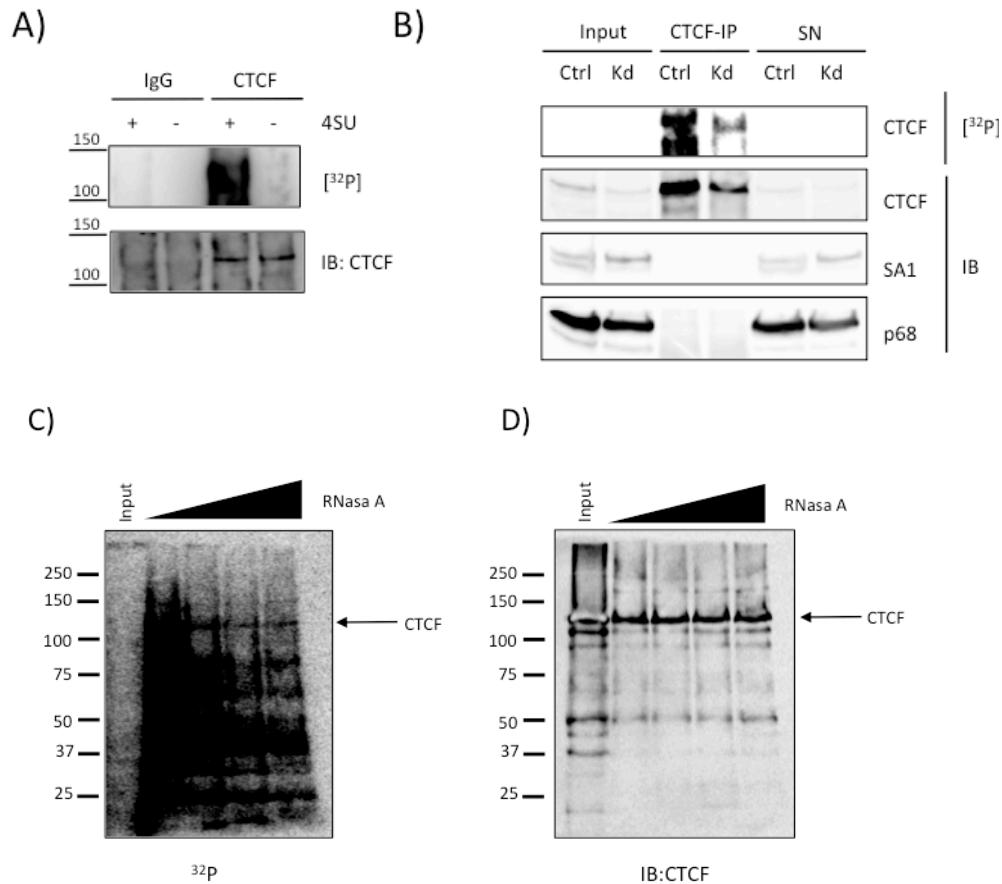 A)
IgG CTCF
+ - + - 4SU
150
100
[³²P]
150
100
IB: CTCF
B)
Input CTCF-IP SN
Ctrl Kd Ctrl Kd Ctrl Kd
CTCF [³²P]
CTCF
SA1 IB
p68
C)
Input
RNasa A
250
150
100
75
50
37
25
CTCF
³²P
D)
Input
RNasa A
250
150
100
75
50
37
25
CTCF
IB:CTCF